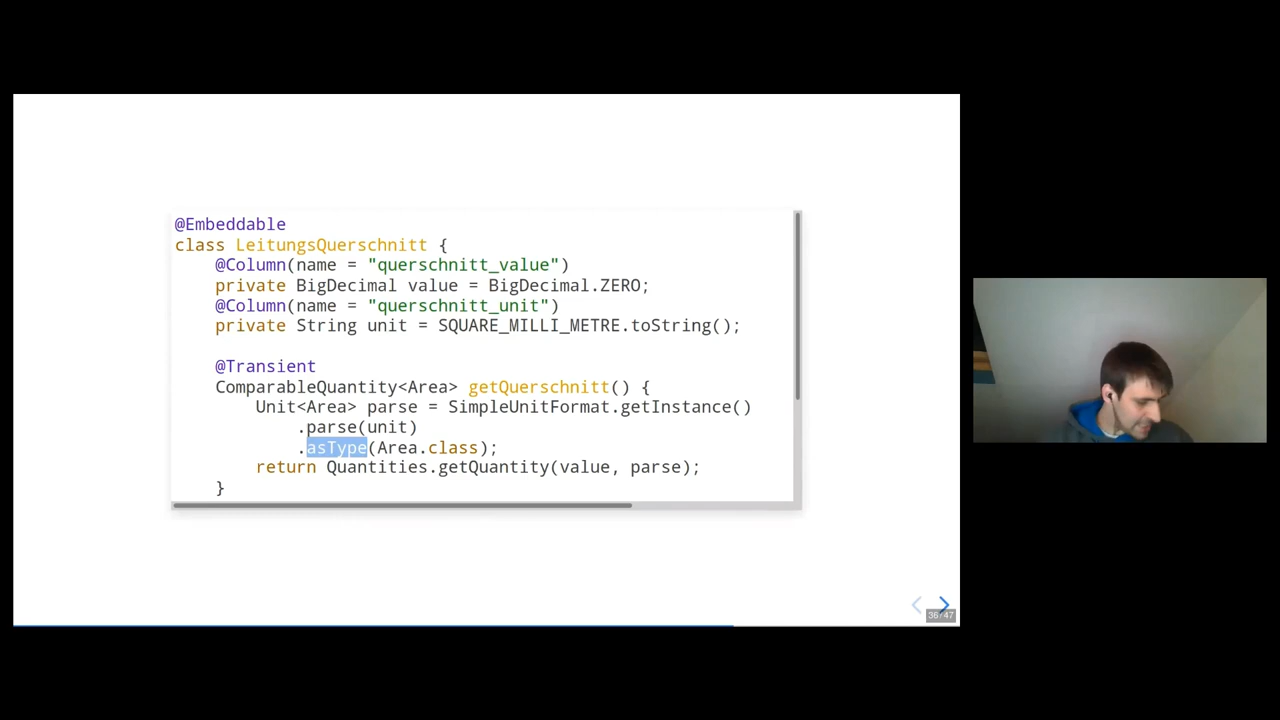 @Embeddable
class LeitungsQuerschnitt {
    @Column(name = "querschnitt_value")
    private BigDecimal value = BigDecimal.ZERO;
    @Column(name = "querschnitt_unit")
    private String unit = SQUARE_MILLI_METRE.toString();
    @Transient
    ComparableQuantity<Area> getQuerschnitt() {
        Unit<Area> parse = SimpleUnitFormat.getInstance()
            .parse(unit)
            .asType(Area.class);
        return Quantities.getQuantity(value, parse);
    }
36/47